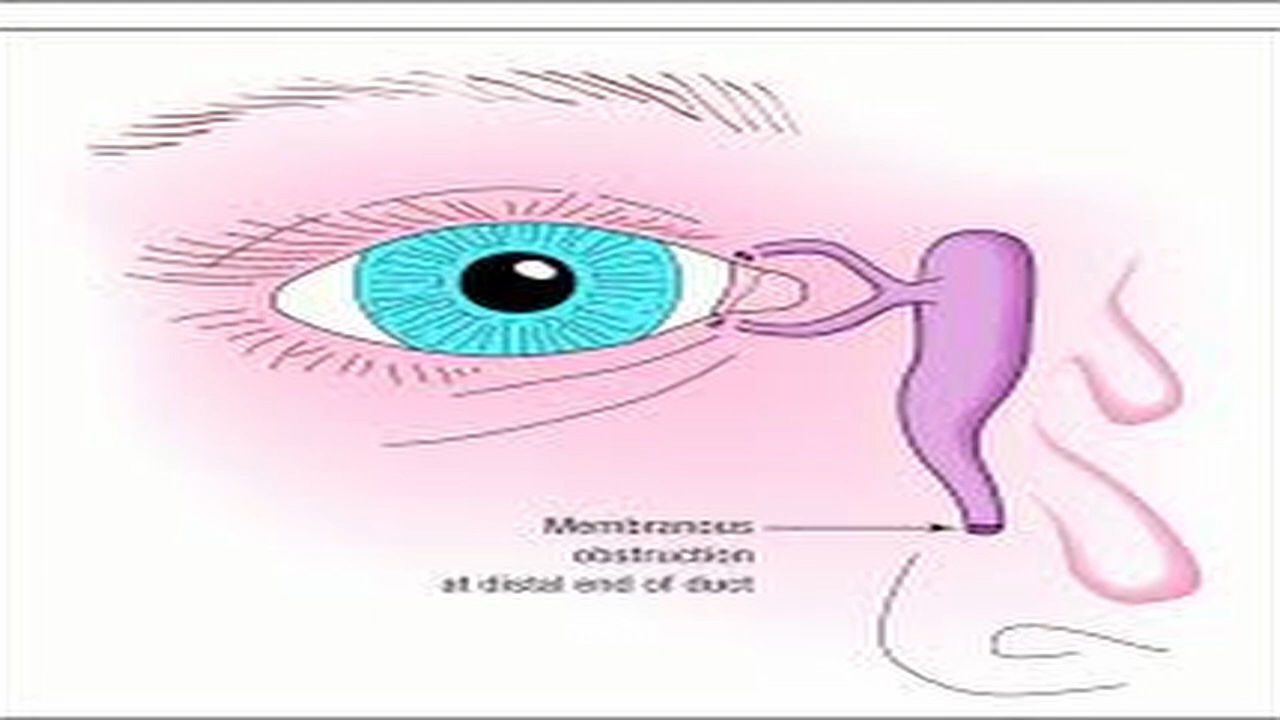 Membranous
obstruction
at distal end of duct